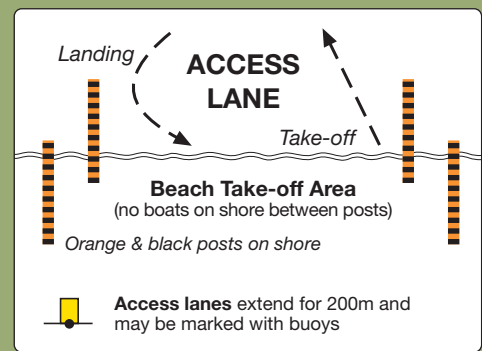 Landing
ACCESS
LANE
Take-off
Beach Take-off Area
(no boats on shore between posts)
Orange & black posts on shore
Access lanes extend for 200m and
may be marked with buoys